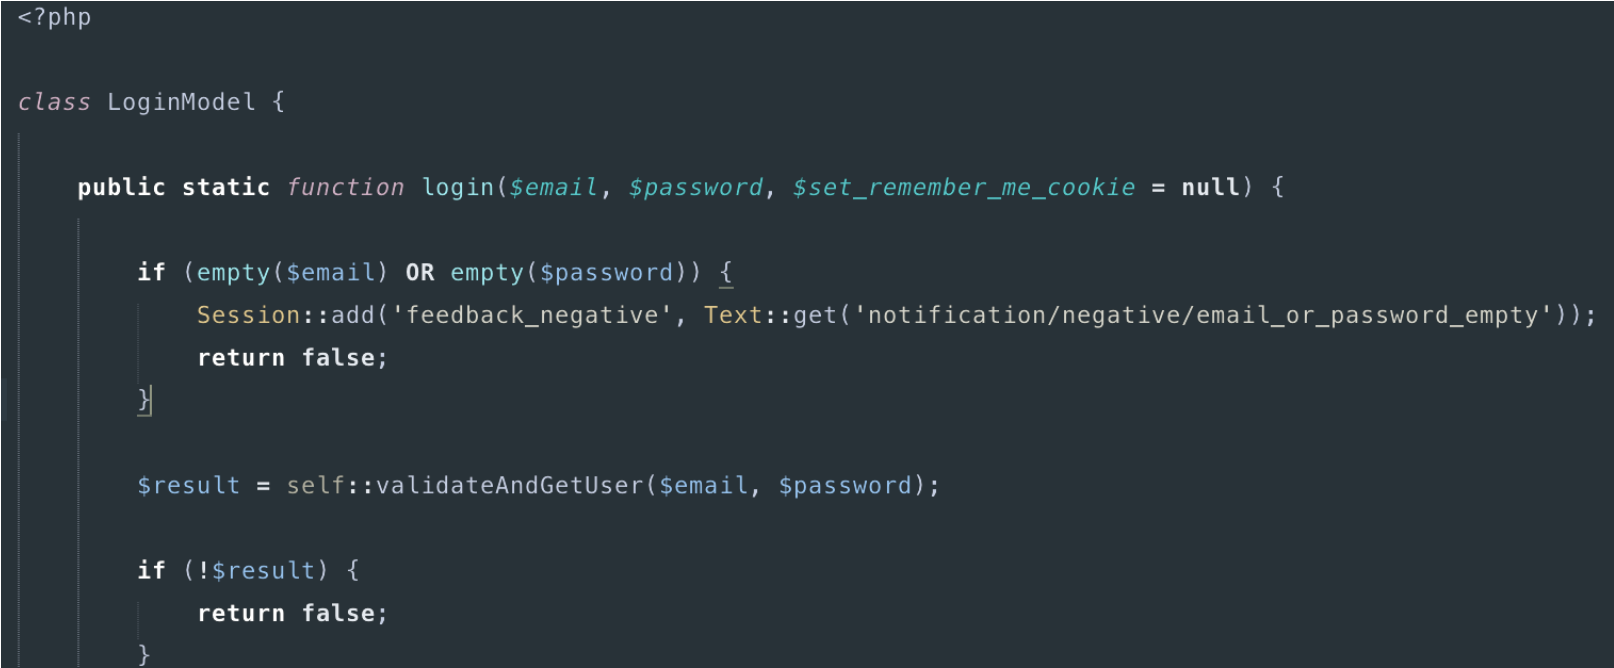 <?php
class LoginModel {
public static function login($email, $password, $set_remember_me_cookie = null) {
if (empty($email) OR empty($password)) {
Session::add('feedback_negative', Text::get('notification/negative/email_or_password_empty'));
return false;
}
$result = self::validateAndGetUser($email, $password);
if (!$result) {
return false;
}